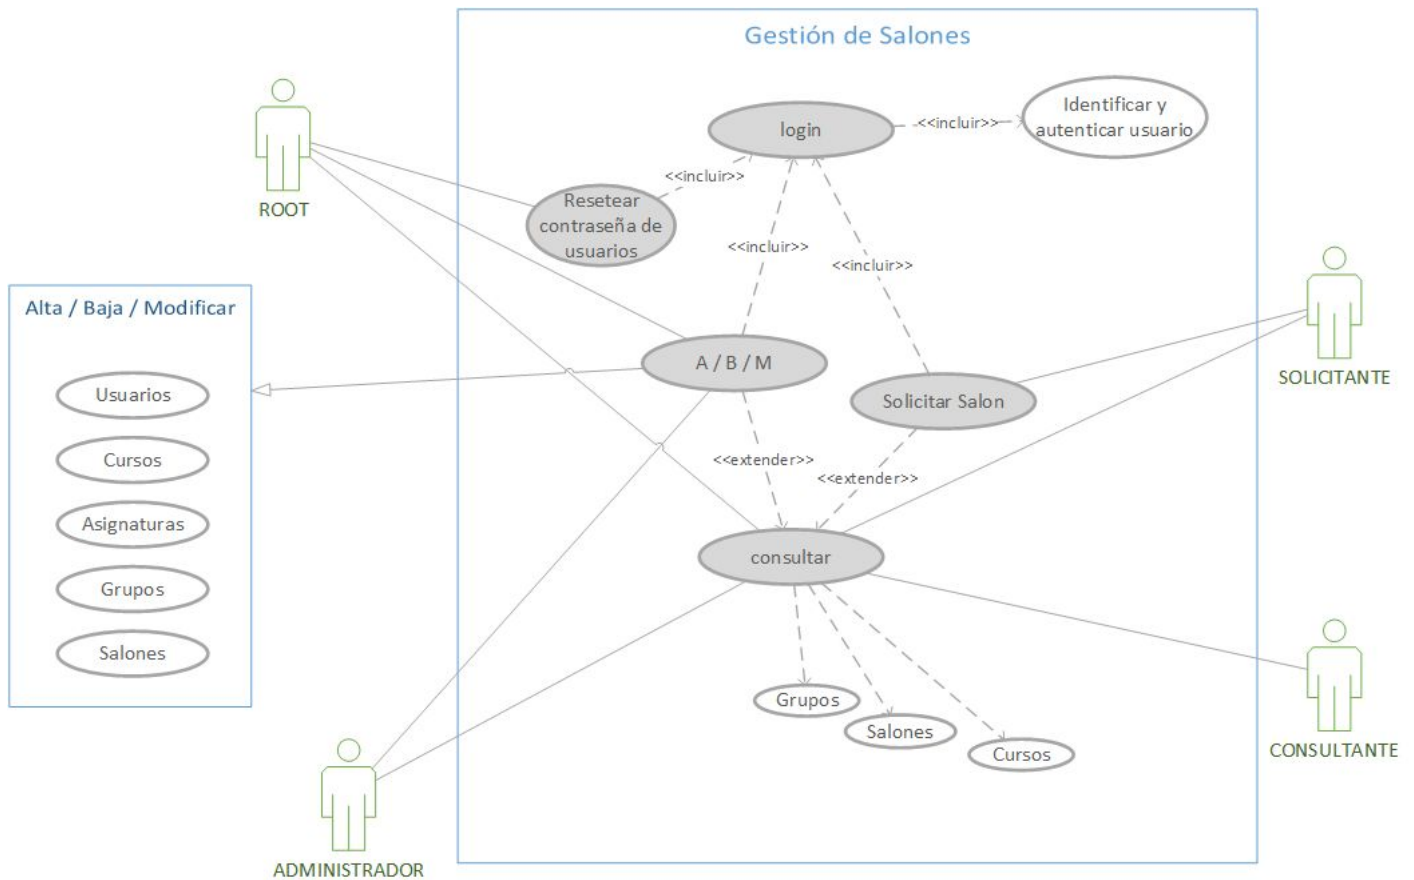 Gestión de Salones
Identificar y
autenticar usuario
login
<<incluir>>
<<incluir>>
Resetear
contraseña de
usuarios
ROOT
<<incluir>>
<<incluir>>
Alta / Baja / Modificar
A / B / M
SOLICITANTE
Usuarios
Solicitar Salon
Cursos
<<extender>>
<<extender>>
Asignaturas
consultar
Grupos
Salones
Grupos
Salones
Cursos
CONSULTANTE
ADMINISTRADOR